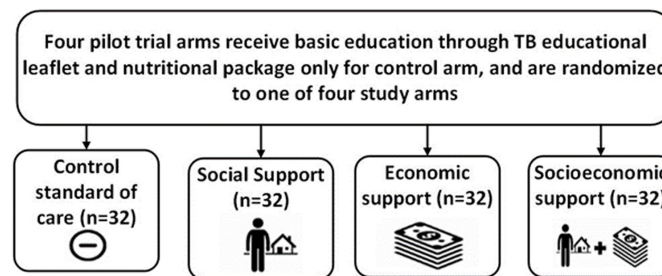 Four pilot trial arms receive basic education through TB educational
leaflet and nutritional package only for control arm, and are randomized
to one of four study arms
Control
standard of
care (n=32)
Social Support
(n=32)
Economic
support (n=32)
Socioeconomic
support (n=32)